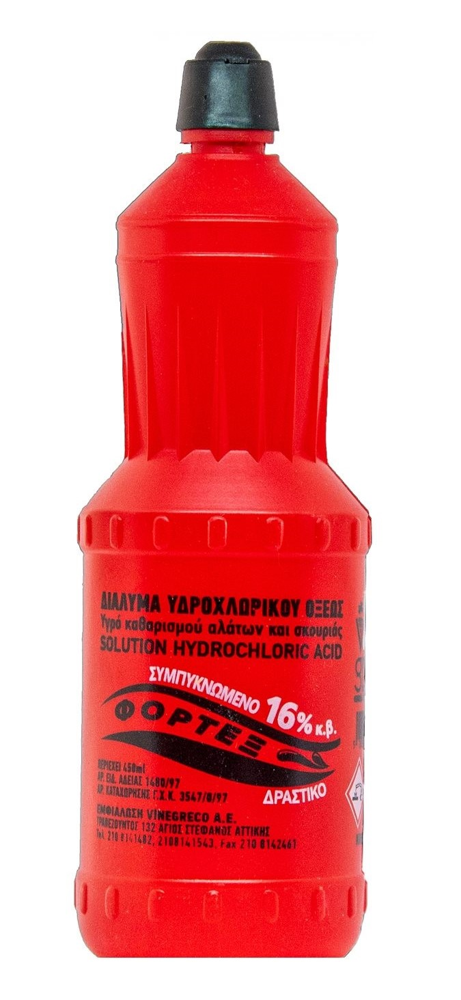 ΔΙΑΛΥΜΑ ΥΔΡΟΧΛΩΡΙΚΟΥ ΟΞΕΩΣ
Υγρό καθαρισμού αλάτων και σκουριάς
SOLUTION HYDROCHLORIC ACID
ΣΥΜΠΥΚΝΩΜΕΝΟ 16% κ.β.
ΦΟΡΤΕΞ
ΔΡΑΣΤΙΚΟ
ΠΕΡΙΕΧΕΙ 450ml
ΑΡ. ΕΙΔ. ΑΔΕΙΑΣ 1480/97
ΑΡ. ΚΑΤΑΧΩΡΗΣΗΣ Γ.Χ.Κ. 3547/8/97
ΕΜΦΙΑΛΩΣΗ VINEGRECO A.E.
ΤΡΑΠΕΖΟΥΝΤΟΣ 132 ΑΓΙΟΣ ΣΤΕΦΑΝΟΣ ΑΤΤΙΚΗΣ
Tel. 210 8141482, 2108141543, Fax 210 8142461